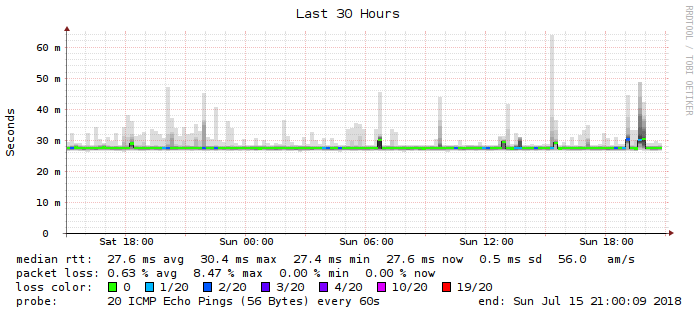 Last 30 Hours
RRDTOOL / TOBI OETIKER
Seconds
60 m
50 m
40 m
30 m
20 m
10 m
0
Sat 18:00 Sun 00:00 Sun 06:00 Sun 12:00 Sun 18:00
median rtt: 27.6 ms avg 30.4 ms max 27.4 ms min 27.6 ms now 0.5 ms sd 56.0 am/s
packet loss: 0.63 % avg 8.47 % max 0.00 % min 0.00 % now
loss color: 0 1/20 2/20 3/20 4/20 10/20 19/20
probe: 20 ICMP Echo Pings (56 Bytes) every 60s end: Sun Jul 15 21:00:09 2018